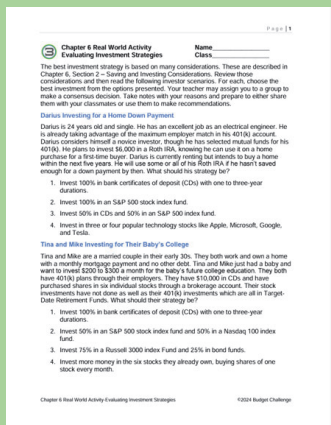 Page | 1
3
Chapter 6 Real World Activity
Evaluating Investment Strategies
Name
Class
The best investment strategy is based on many considerations. These are described in
Chapter 6, Section 2 – Saving and Investing Considerations. Review those
considerations and then read the following investor scenarios. For each, choose the
best investment from the options presented. Your teacher may assign you to a group to
make a consensus decision. Take notes with your reasons and prepare to either share
them with your classmates or use them to make recommendations.
Darius Investing for a Home Down Payment
Darius is 24 years old and single. He has an excellent job as an electrical engineer. He
is already taking advantage of the maximum employer match in his 401(k) account.
Darius considers himself a novice investor, though he has selected mutual funds for his
401(k). He plans to invest $6,000 in a Roth IRA, knowing he can use it on a home
purchase for a first-time buyer. Darius is currently renting but intends to buy a home
within the next five years. He will use some or all of his Roth IRA if he hasn't saved
enough for a down payment by then. What should his strategy be?
1. Invest 100% in bank certificates of deposit (CDs) with one to three-year
durations.
2. Invest 100% in an S&P 500 stock index fund.
3. Invest 50% in CDs and 50% in an S&P 500 index fund.
4. Invest in three or four popular technology stocks like Apple, Microsoft, Google,
and Tesla.
Tina and Mike Investing for Their Baby's College
Tina and Mike are a married couple in their early 30s. They both work and own a home
with a monthly mortgage payment and no other debt. Tina and Mike just had a baby and
want to invest $200 to $300 a month for the baby's future college education. They both
have 401(k) plans through their employers. They have $10,000 in CDs and have
purchased shares in six individual stocks through a brokerage account. Their stock
investments have not done as well as their 401(k) investments which are all in Target-
Date Retirement Funds. What should their strategy be?
1. Invest 100% in bank certificates of deposit (CDs) with one to three-year
durations.
2. Invest 50% in an S&P 500 stock index fund and 50% in a Nasdaq 100 index
fund.
3. Invest 75% in a Russell 3000 index Fund and 25% in bond funds.
4. Invest more money in the six stocks they already own, buying shares of one
stock every month.
Chapter 6 Real World Activity-Evaluating Investment Strategies
©2024 Budget Challenge